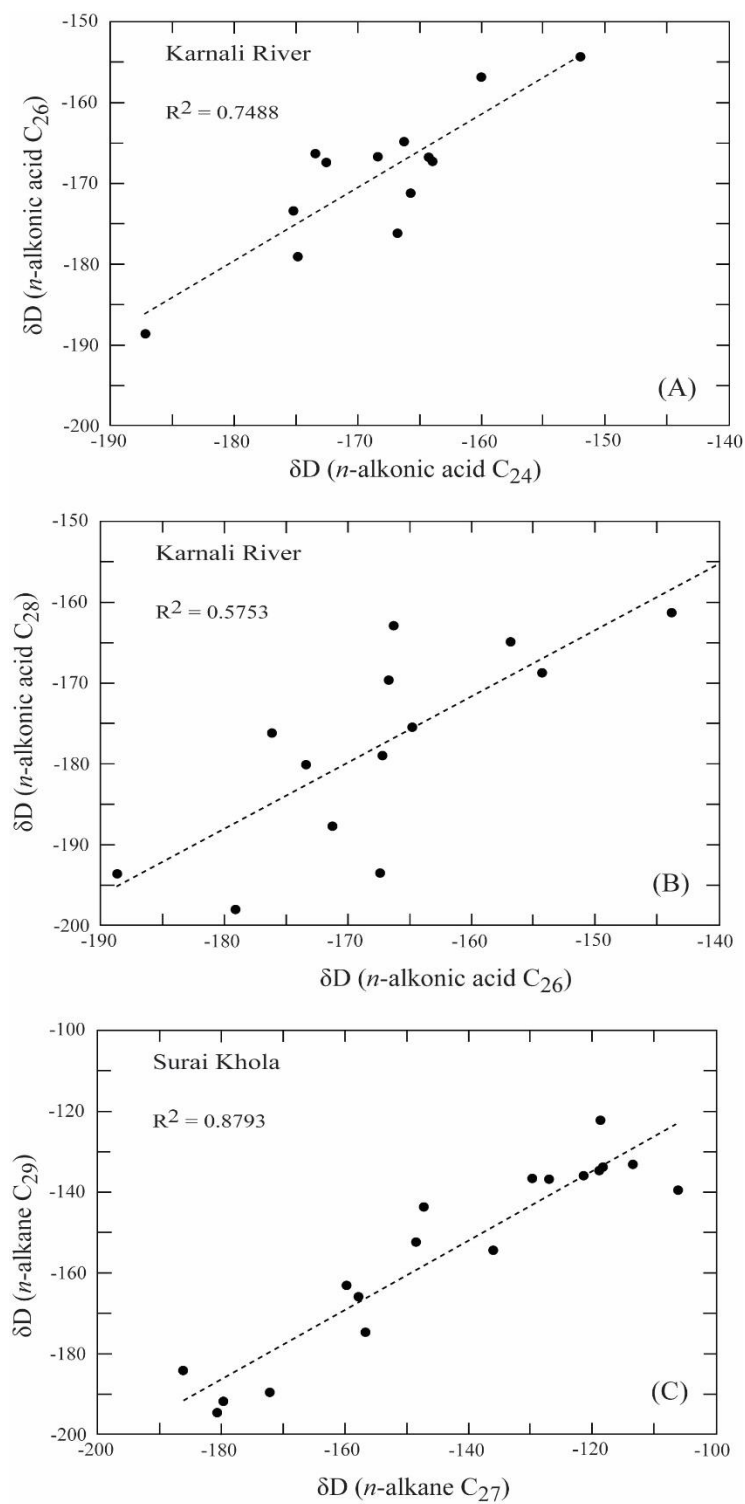 -150
Karnali River
-160
R² = 0.7488
δD (n-alkonic acid C₂₆)
-170
-180
-190
(A)
-200
-190
-180
-170
-160
-150
-140
δD (n-alkonic acid C₂₄)
-150
Karnali River
-160
R² = 0.5753
δD (n-alkonic acid C₂₈)
-170
-180
-190
(B)
-200
-190
-180
-170
-160
-150
-140
δD (n-alkonic acid C₂₆)
-100
Surai Khola
-120
R² = 0.8793
δD (n-alkane C₂₉)
-140
-160
-180
(C)
-200
-200
-180
-160
-140
-120
-100
δD (n-alkane C₂₇)